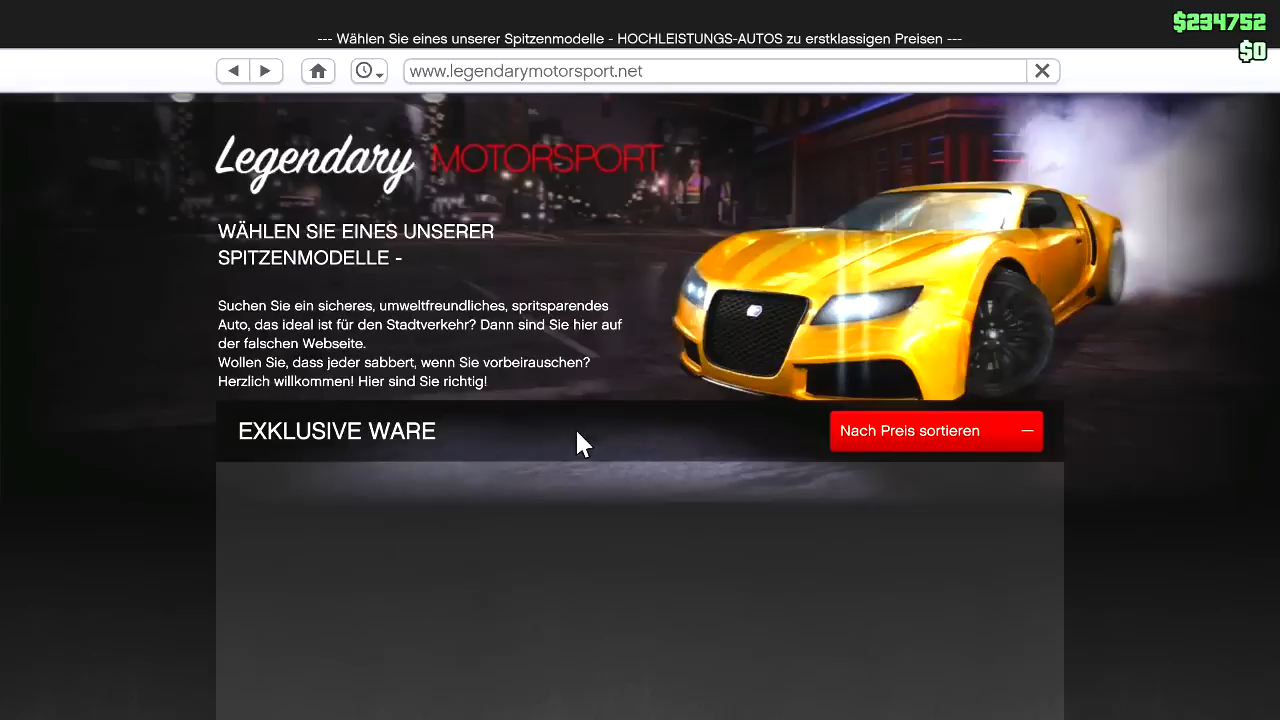 $234752
--- Wählen Sie eines unserer Spitzenmodelle - HOCHLEISTUNGS-AUTOS zu erstklassigen Preisen ---
$0
www.legendarymotorsport.net
Legendary MOTORSPORT
WÄHLEN SIE EINES UNSERER
SPITZENMODELLE -
Suchen Sie ein sicheres, umweltfreundliches, spritsparendes
Auto, das ideal ist für den Stadtverkehr? Dann sind Sie hier auf
der falschen Webseite.
Wollen Sie, dass jeder sabbert, wenn Sie vorbeirauschen?
Herzlich willkommen! Hier sind Sie richtig!
EXKLUSIVE WARE
Nach Preis sortieren